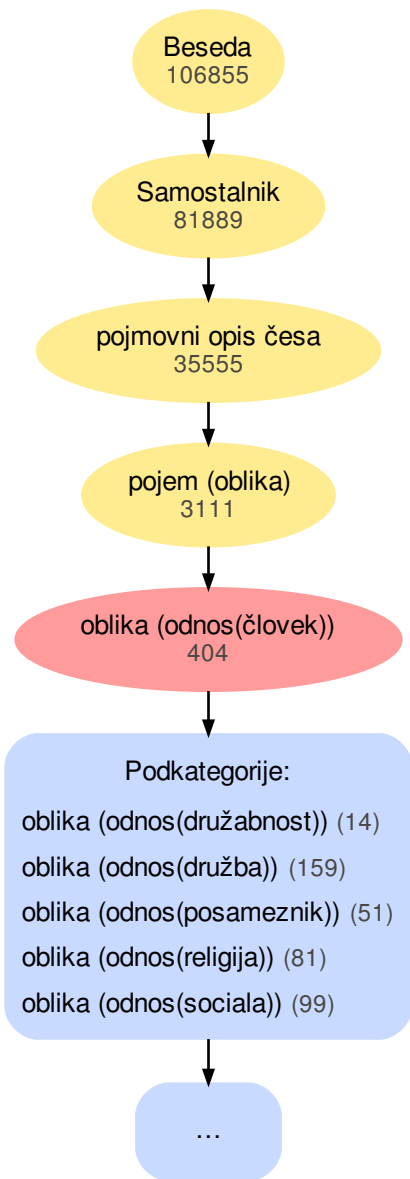 Beseda
106855
Samostalnik
81889
pojmovni opis česa
35555
pojem (oblika)
3111
oblika (odnos(človek))
404
Podkategorije:
oblika (odnos(družabnost)) (14)
oblika (odnos(družba)) (159)
oblika (odnos(posameznik)) (51)
oblika (odnos(religija)) (81)
oblika (odnos(sociala)) (99)
...